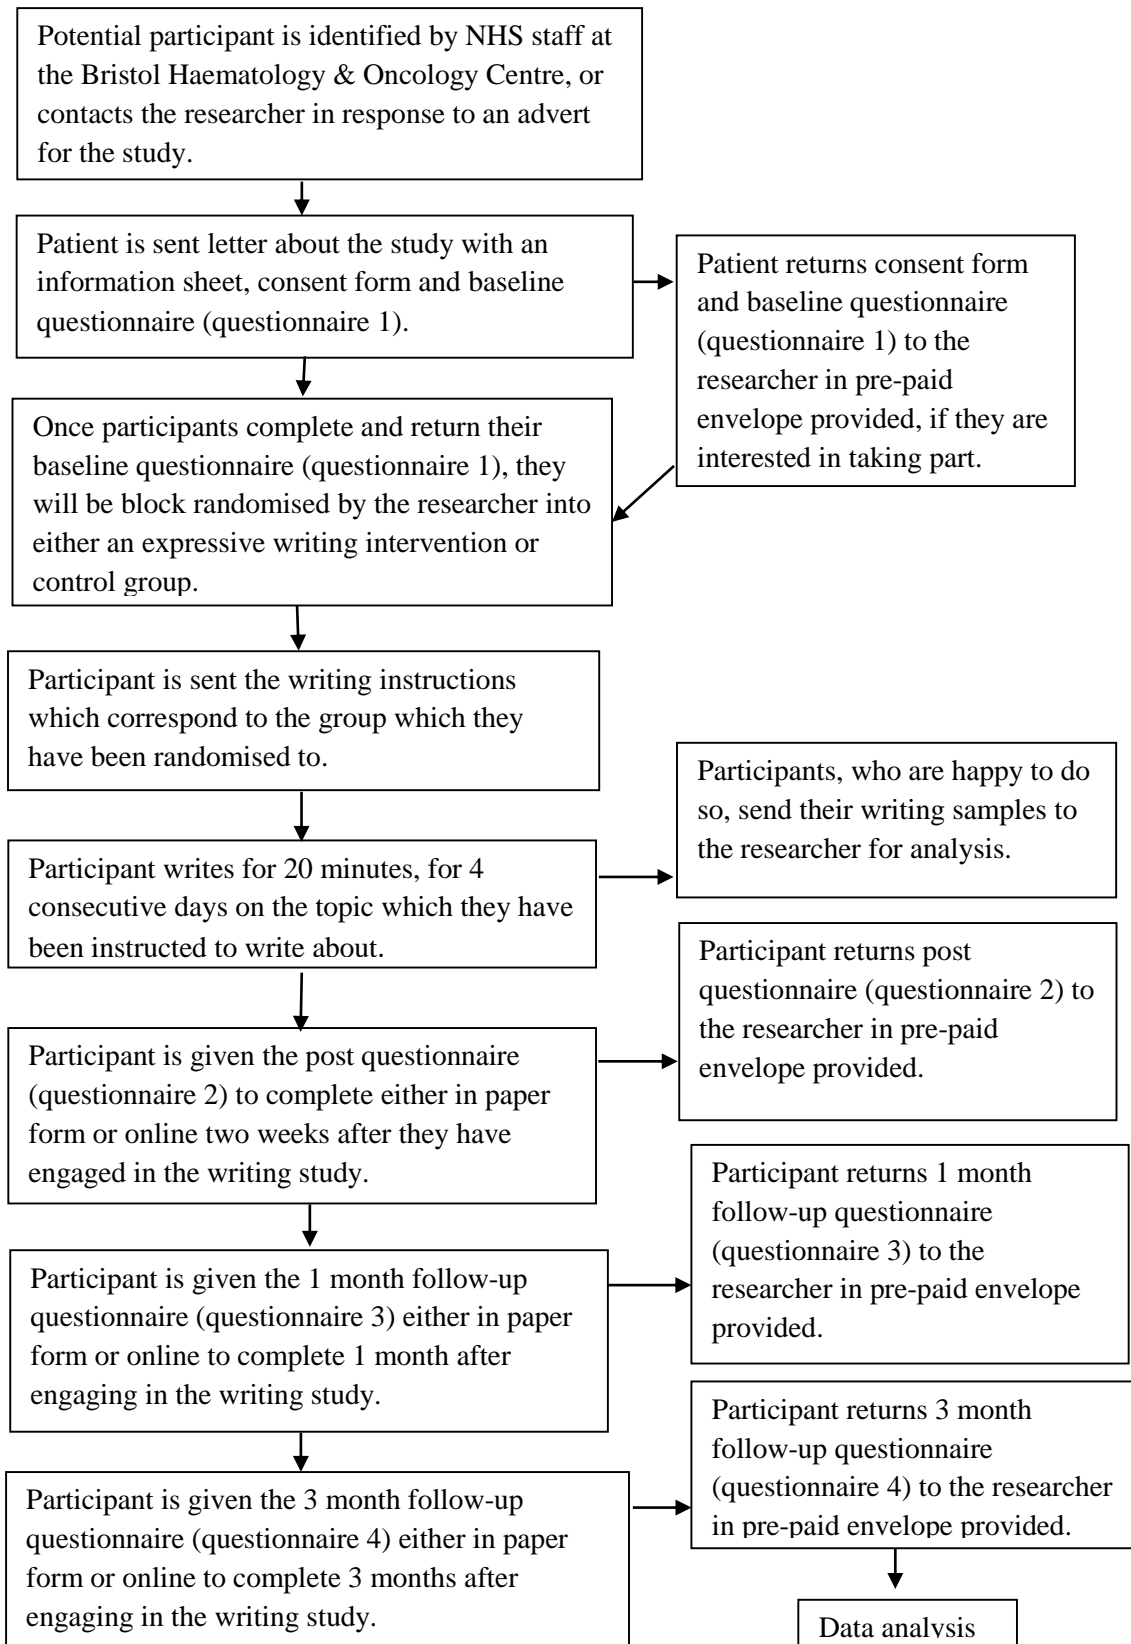 Potential participant is identified by NHS staff at
the Bristol Haematology & Oncology Centre, or
contacts the researcher in response to an advert
for the study.
Patient is sent letter about the study with an
information sheet, consent form and baseline
questionnaire (questionnaire 1).
Patient returns consent form
and baseline questionnaire
(questionnaire 1) to the
researcher in pre-paid
envelope provided, if they are
interested in taking part.
Once participants complete and return their
baseline questionnaire (questionnaire 1), they
will be block randomised by the researcher into
either an expressive writing intervention or
control group.
Participant is sent the writing instructions
which correspond to the group which they
have been randomised to.
Participant writes for 20 minutes, for 4
consecutive days on the topic which they have
been instructed to write about.
Participants, who are happy to do
so, send their writing samples to
the researcher for analysis.
Participant is given the post questionnaire
(questionnaire 2) to complete either in paper
form or online two weeks after they have
engaged in the writing study.
Participant returns post
questionnaire (questionnaire 2) to
the researcher in pre-paid
envelope provided.
Participant is given the 1 month follow-up
questionnaire (questionnaire 3) either in paper
form or online to complete 1 month after
engaging in the writing study.
Participant returns 1 month
follow-up questionnaire
(questionnaire 3) to the
researcher in pre-paid envelope
provided.
Participant is given the 3 month follow-up
questionnaire (questionnaire 4) either in paper
form or online to complete 3 months after
engaging in the writing study.
Participant returns 3 month
follow-up questionnaire
(questionnaire 4) to the researcher
in pre-paid envelope provided.
Data analysis